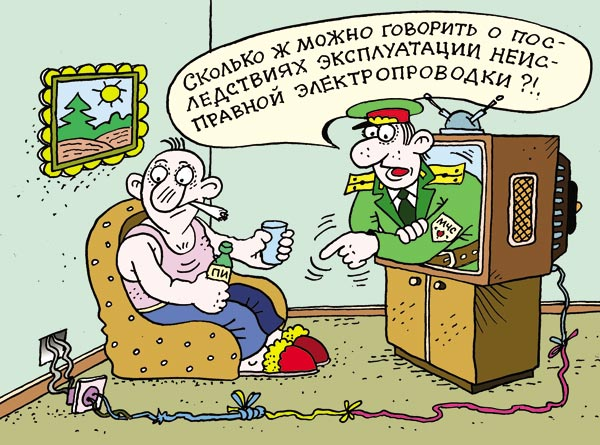 СКОЛЬКО Ж МОЖНО ГОВОРИТЬ О ПОС-
ЛЕДСТВИЯХ ЭКСПЛУАТАЦИИ НЕИС-
ПРАВНОЙ ЭЛЕКТРОПРОВОДКИ ?!.
МЧС
ПИ